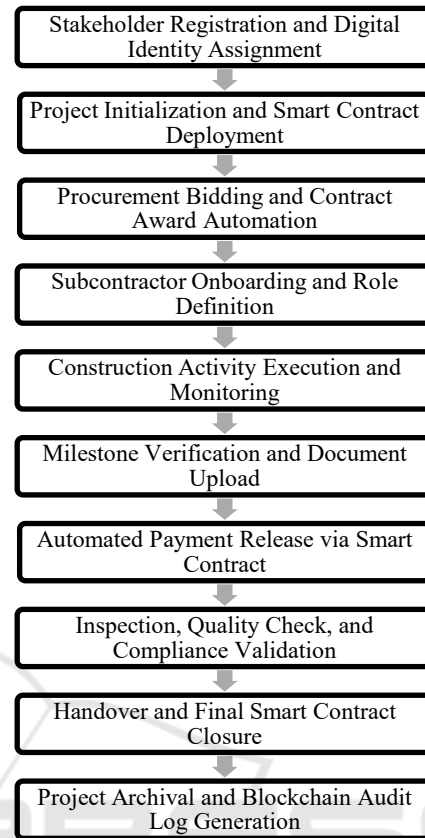 Stakeholder Registration and Digital
Identity Assignment
Project Initialization and Smart Contract
Deployment
Procurement Bidding and Contract
Award Automation
Subcontractor Onboarding and Role
Definition
Construction Activity Execution and
Monitoring
Milestone Verification and Document
Upload
Automated Payment Release via Smart
Contract
Inspection, Quality Check, and
Compliance Validation
Handover and Final Smart Contract
Closure
Project Archival and Blockchain Audit
Log Generation